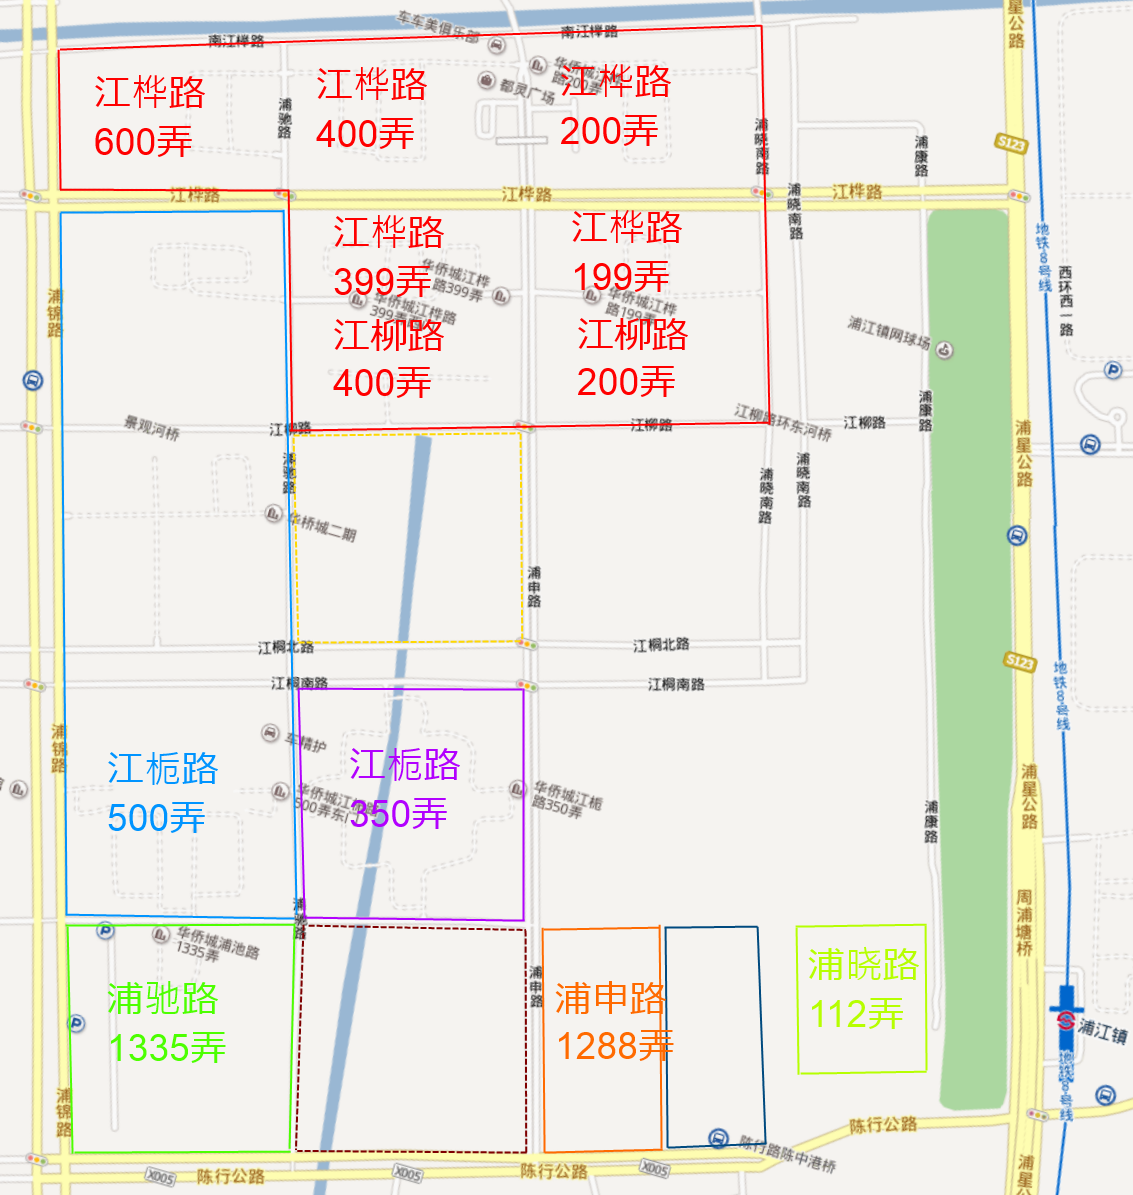 车车美俱乐部
南江桦路
南江桦路
浦星公路
华侨城江桦
路200弄
都灵广场
江桦路
600弄
江桦路
400弄
江桦路
200弄
浦驰路
浦晓南路
浦康路
S123
江桦路
江桦路
江桦路
浦晓南路
地铁8号线
西环西一路
江桦路
399弄
江桦路
199弄
华侨城江桦
路399弄
华侨城江桦路
华侨城江桦
路199弄
浦锦路
江柳路
400弄
江柳路
200弄
浦江镇网球场
P
浦康路
景观河桥
江柳路
江柳路
江柳路环东河桥
江柳路
浦星公路
浦驰路
浦晓南路
浦晓南路
华侨城二期
浦申路
江桐北路
江桐北路
S123
地铁8号线
江桐南路
江桐南路
浦锦路
车精护
江栀路
500弄
江栀路
350弄
华侨城江栀
路350弄
浦星公路
浦康路
浦驰路
周浦塘桥
P
华侨城浦池路
1335弄
浦驰路
1335弄
P
浦申路
浦申路
1288弄
浦晓路
112弄
浦江镇
地铁8号线
浦锦路
陈行公路
陈行路陈中港桥
X005
陈行公路
X005
陈行公路
X005
浦星